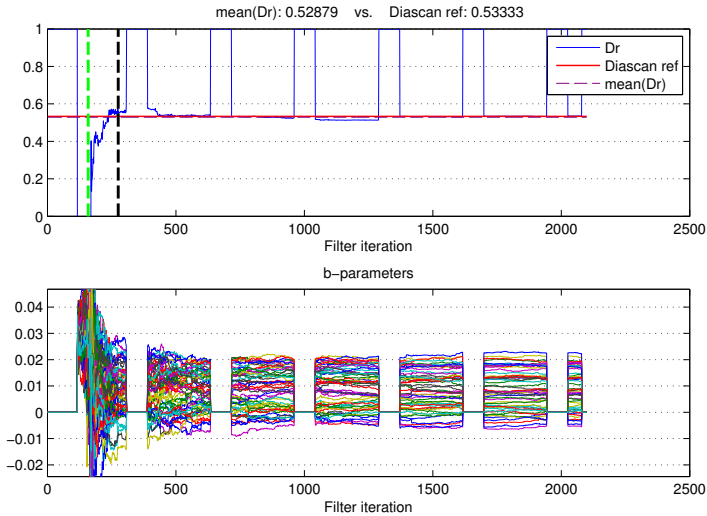 mean(Dr): 0.52879 vs. Diascan ref: 0.53333
1
0.8
0.6
0.4
0.2
0
Dr
Diascan ref
mean(Dr)
0 500 1000 1500 2000 2500
Filter iteration
b−parameters
0.04
0.03
0.02
0.01
0
−0.01
−0.02
0 500 1000 1500 2000 2500
Filter iteration